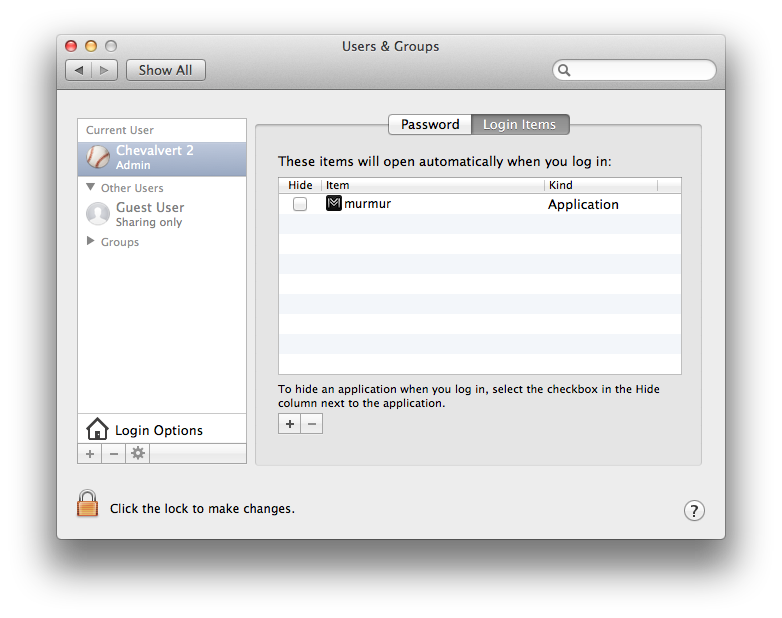 Users & Groups
Show All
Current User
Chevalvert 2
Admin
Other Users
Guest User
Sharing only
Groups
Login Options
Password Login Items
These items will open automatically when you log in:
Hide Item Kind
murmur Application
To hide an application when you log in, select the checkbox in the Hide
column next to the application.
+ −
+ −
Click the lock to make changes.
?